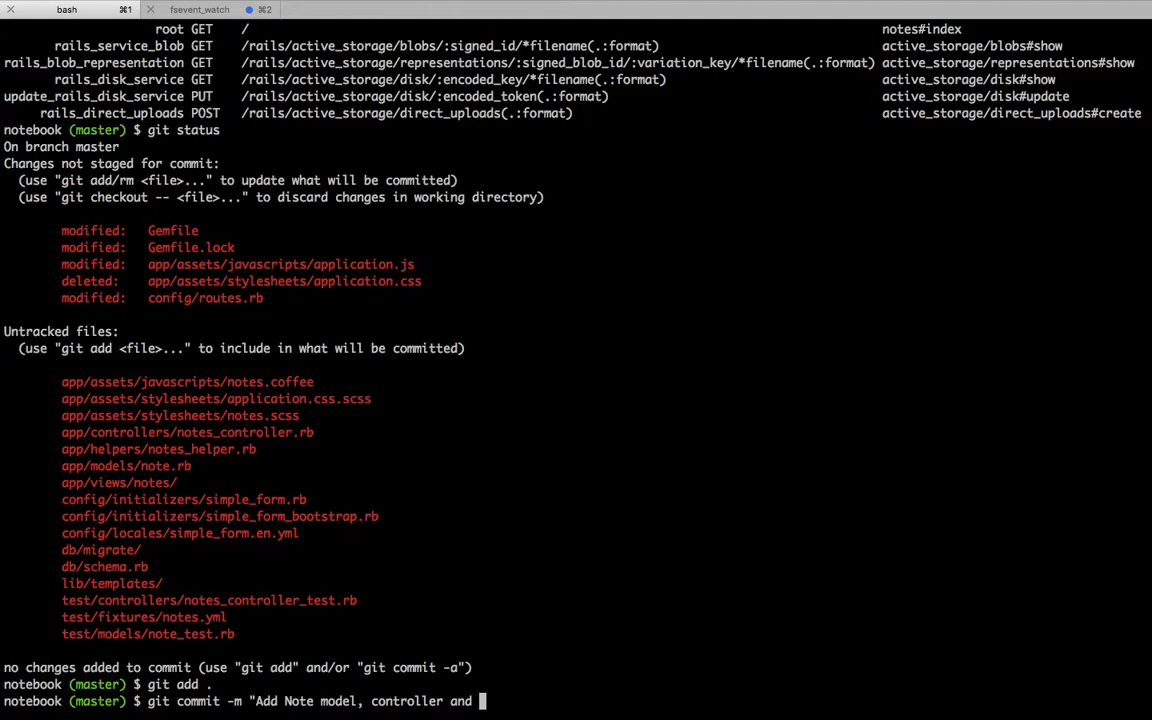 bash ⌘1 fsevent_watch ⌘2
root GET / notes#index
rails_service_blob GET /rails/active_storage/blobs/:signed_id/*filename(.:format) active_storage/blobs#show
rails_blob_representation GET /rails/active_storage/representations/:signed_blob_id/:variation_key/*filename(.:format) active_storage/representations#show
rails_disk_service GET /rails/active_storage/disk/:encoded_key/*filename(.:format) active_storage/disk#show
update_rails_disk_service PUT /rails/active_storage/disk/:encoded_token(.:format) active_storage/disk#update
rails_direct_uploads POST /rails/active_storage/direct_uploads(.:format) active_storage/direct_uploads#create
notebook (master) $ git status
On branch master
Changes not staged for commit:
(use "git add/rm <file>..." to update what will be committed)
(use "git checkout -- <file>..." to discard changes in working directory)
modified: Gemfile
modified: Gemfile.lock
modified: app/assets/javascripts/application.js
deleted: app/assets/stylesheets/application.css
modified: config/routes.rb
Untracked files:
(use "git add <file>..." to include in what will be committed)
app/assets/javascripts/notes.coffee
app/assets/stylesheets/application.css.scss
app/assets/stylesheets/notes.scss
app/controllers/notes_controller.rb
app/helpers/notes_helper.rb
app/models/note.rb
app/views/notes/
config/initializers/simple_form.rb
config/initializers/simple_form_bootstrap.rb
config/locales/simple_form.en.yml
db/migrate/
db/schema.rb
lib/templates/
test/controllers/notes_controller_test.rb
test/fixtures/notes.yml
test/models/note_test.rb
no changes added to commit (use "git add" and/or "git commit -a")
notebook (master) $ git add .
notebook (master) $ git commit -m "Add Note model, controller and